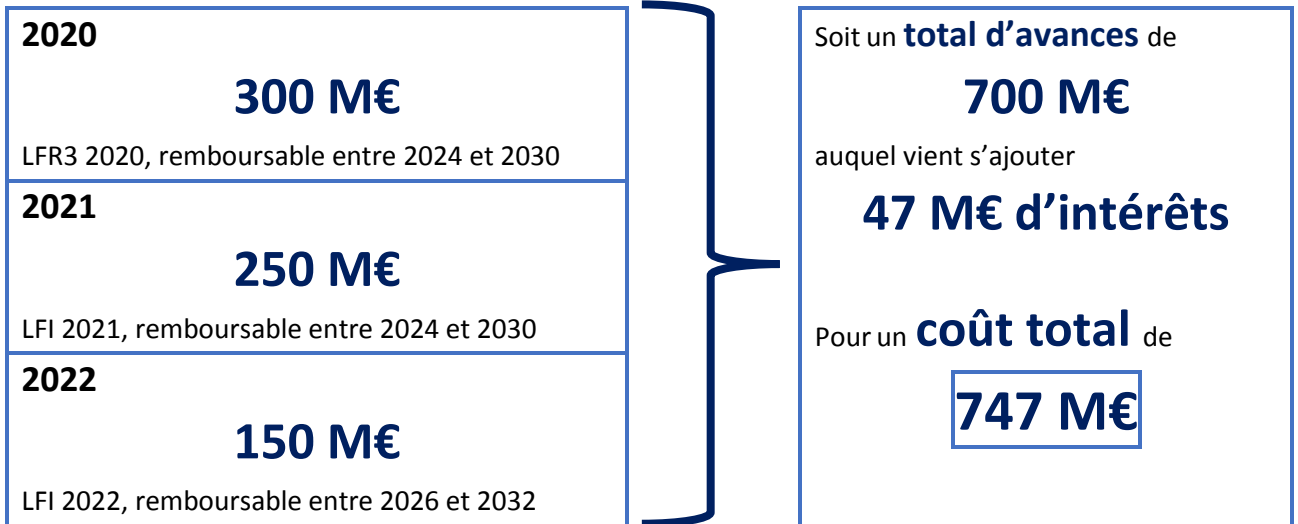 2020
300 M€
LFR3 2020, remboursable entre 2024 et 2030
2021
250 M€
LFI 2021, remboursable entre 2024 et 2030
2022
150 M€
LFI 2022, remboursable entre 2026 et 2032
Soit un total d’avances de
700 M€
auquel vient s’ajouter
47 M€ d’intérêts
Pour un coût total de
747 M€